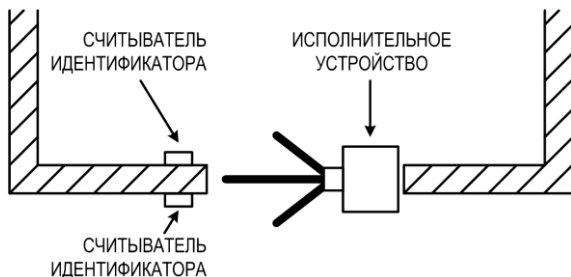 СЧИТЫВАТЕЛЬ
ИДЕНТИФИКАТОРА
ИСПОЛНИТЕЛЬНОЕ
УСТРОЙСТВО
СЧИТЫВАТЕЛЬ
ИДЕНТИФИКАТОРА